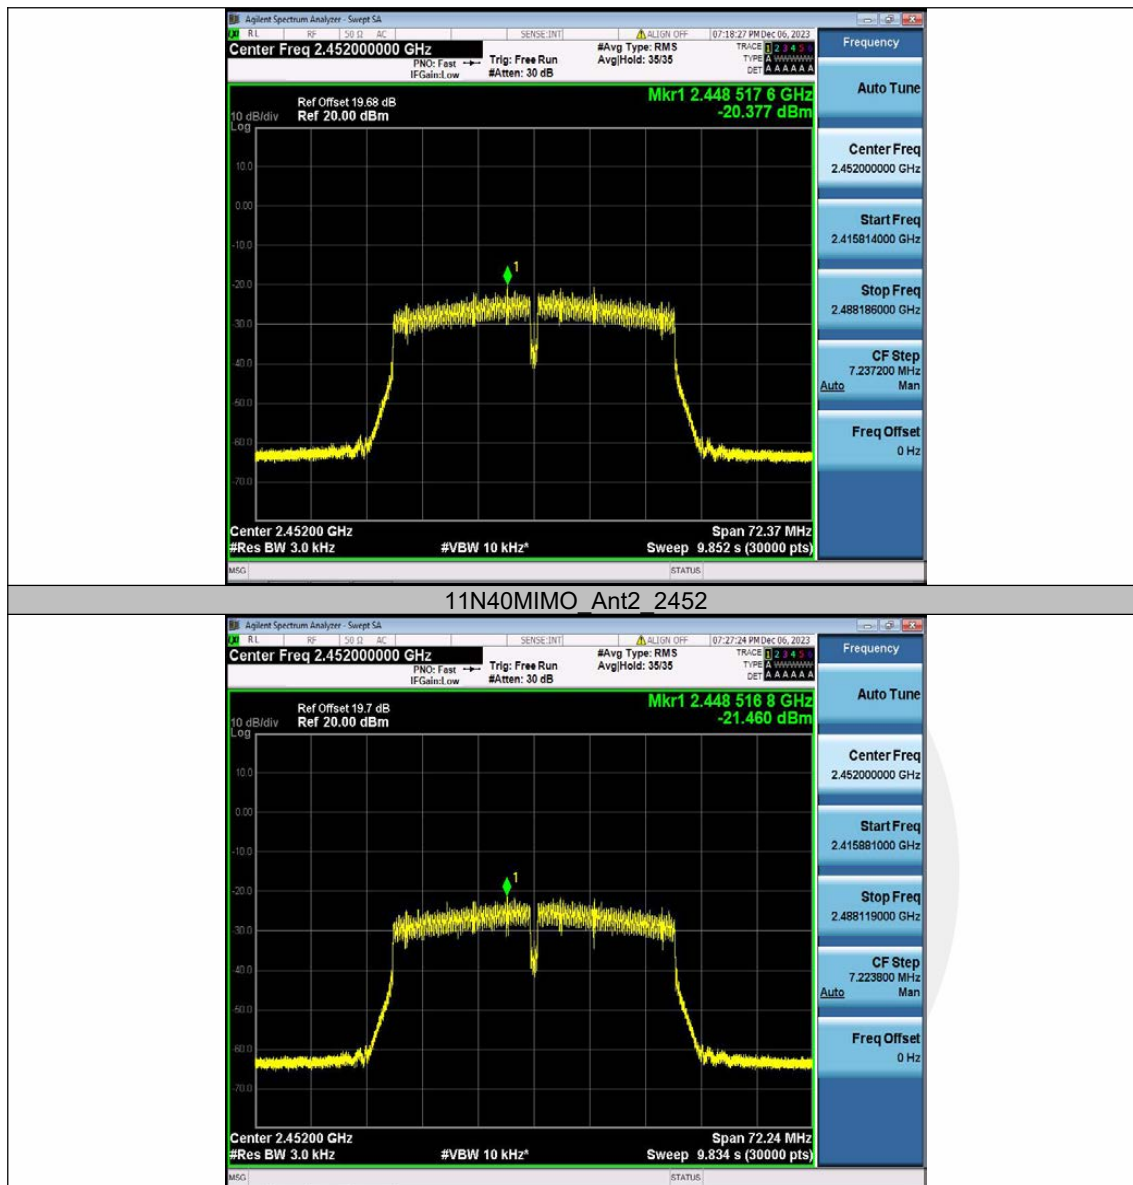 Agilent Spectrum Analyzer - Swept SA
RL RF 50 Ω AC SENSE:INT ALIGN OFF 07:18:27 PM Dec 06, 2023
Center Freq 2.452000000 GHz
#Avg Type: RMS
TRACE 1 2 3 4 5 6
PNO: Fast Trig: Free Run Avg|Hold: 35/35
TYPE A WWWWW
IFGain:Low #Atten: 30 dB
DET A A A A A A
Mkr1 2.448 517 6 GHz
-20.377 dBm
Ref Offset 19.68 dB
10 dB/div Ref 20.00 dBm
Log
10.0
0.00
-10.0
-20.0
-30.0
-40.0
-50.0
-60.0
-70.0
1
Center 2.45200 GHz Span 72.37 MHz
#Res BW 3.0 kHz #VBW 10 kHz* Sweep 9.852 s (30000 pts)
MSG STATUS
Frequency
Auto Tune
Center Freq
2.452000000 GHz
Start Freq
2.415814000 GHz
Stop Freq
2.488186000 GHz
CF Step
7.237200 MHz
Auto Man
Freq Offset
0 Hz
11N40MIMO_Ant2_2452
Agilent Spectrum Analyzer - Swept SA
RL RF 50 Ω AC SENSE:INT ALIGN OFF 07:27:24 PM Dec 06, 2023
Center Freq 2.452000000 GHz
#Avg Type: RMS
TRACE 1 2 3 4 5 6
PNO: Fast Trig: Free Run Avg|Hold: 35/35
TYPE A WWWWW
IFGain:Low #Atten: 30 dB
DET A A A A A A
Mkr1 2.448 516 8 GHz
-21.460 dBm
Ref Offset 19.7 dB
10 dB/div Ref 20.00 dBm
Log
10.0
0.00
-10.0
-20.0
-30.0
-40.0
-50.0
-60.0
-70.0
1
Center 2.45200 GHz Span 72.24 MHz
#Res BW 3.0 kHz #VBW 10 kHz* Sweep 9.834 s (30000 pts)
MSG STATUS
Frequency
Auto Tune
Center Freq
2.452000000 GHz
Start Freq
2.415881000 GHz
Stop Freq
2.488119000 GHz
CF Step
7.223800 MHz
Auto Man
Freq Offset
0 Hz